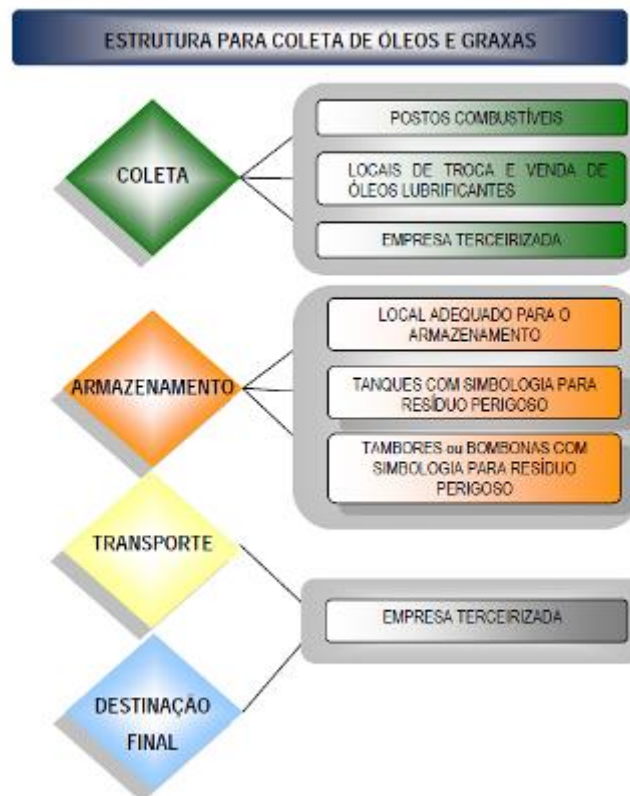 ESTRUTURA PARA COLETA DE ÓLEOS E GRAXAS
COLETA
POSTOS COMBUSTÍVEIS
LOCAIS DE TROCA E VENDA DE
ÓLEOS LUBRIFICANTES
EMPRESA TERCEIRIZADA
ARMAZENAMENTO
LOCAL ADEQUADO PARA O
ARMAZENAMENTO
TANQUES COM SIMBOLOGIA PARA
RESÍDUO PERIGOSO
TAMBORES ou BOMBONAS COM
SIMBOLOGIA PARA RESÍDUO
PERIGOSO
TRANSPORTE
EMPRESA TERCEIRIZADA
DESTINAÇÃO
FINAL